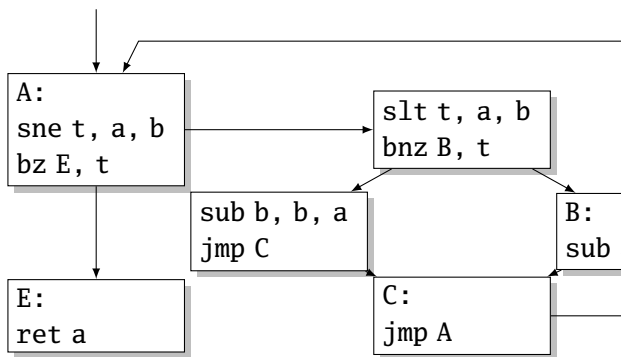 A:
sne t, a, b
bz E, t
slt t, a, b
bnz B, t
sub b, b, a
jmp C
B:
sub
E:
ret a
C:
jmp A